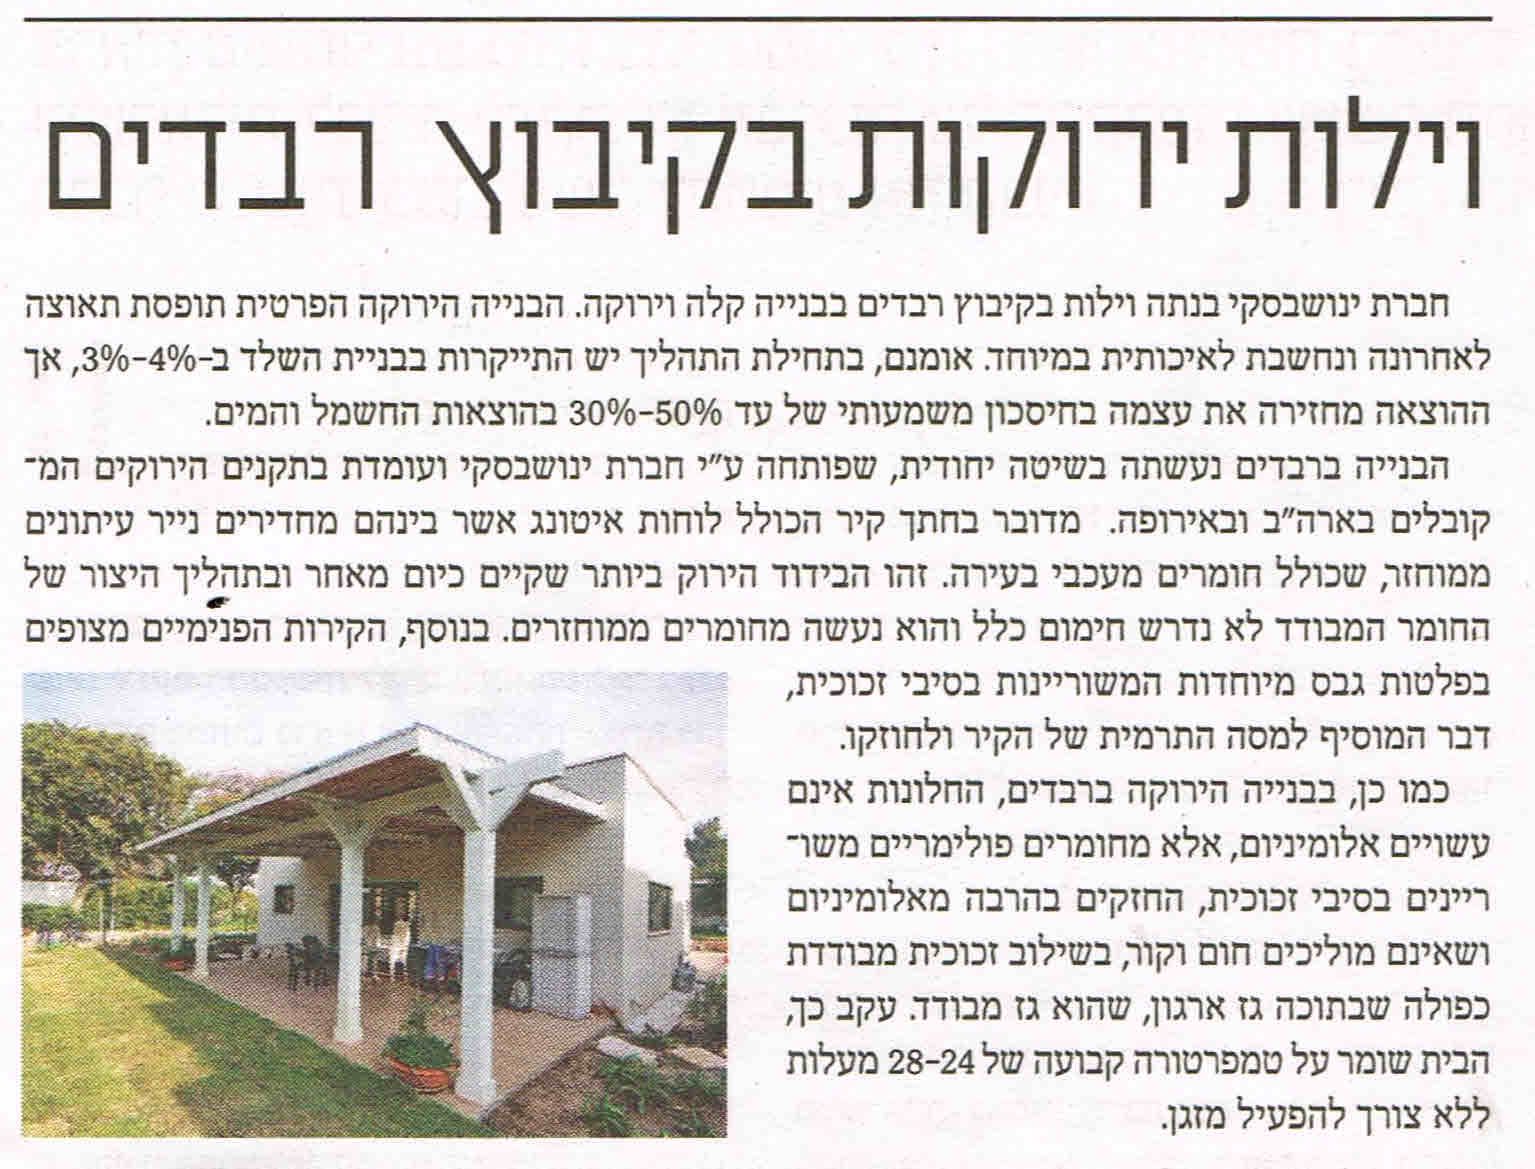 וילות ירוקות בקיבוץ רבדים
חברת ינושבסקי בנתה וילות בקיבוץ רבדים בבנייה קלה וירוקה. הבנייה הירוקה הפרטית תופסת תאוצה
לאחרונה ונחשבת לאיכותית במיוחד. אומנם, בתחילת התהליך יש התייקרות בבניית השלד ב-3%-4%, אך
ההוצאה מחזירה את עצמה בחיסכון משמעותי של עד 30%-50% בהוצאות החשמל והמים.
הבנייה ברבדים נעשתה בשיטה יחודית, שפותחה ע"י חברת ינושבסקי ועומדת בתקנים הירוקים המ-
קובלים בארה"ב ובאירופה. מדובר בחתך קיר הכולל לוחות איטונג אשר בינהם מחדירים נייר עיתונים
ממוחזר, שכולל חומרים מעכבי בעירה. זהו הבידוד הירוק ביותר שקיים כיום מאחר ובתהליך היצור של
החומר המבודד לא נדרש חימום כלל והוא נעשה מחומרים ממוחזרים. בנוסף, הקירות הפנימיים מצופים
בפלטות גבס מיוחדות המשוריינות בסיבי זכוכית,
דבר המוסיף למסה התרמית של הקיר ולחוזקו.
כמו כן, בבנייה הירוקה ברבדים, החלונות אינם
עשויים אלומיניום, אלא מחומרים פולימריים משו-
ריינים בסיבי זכוכית, החזקים בהרבה מאלומיניום
ושאינם מוליכים חום וקור, בשילוב זכוכית מבודדת
כפולה שבתוכה גז ארגון, שהוא גז מבודד. עקב כך,
הבית שומר על טמפרטורה קבועה של 28-24 מעלות
ללא צורך להפעיל מזגן.